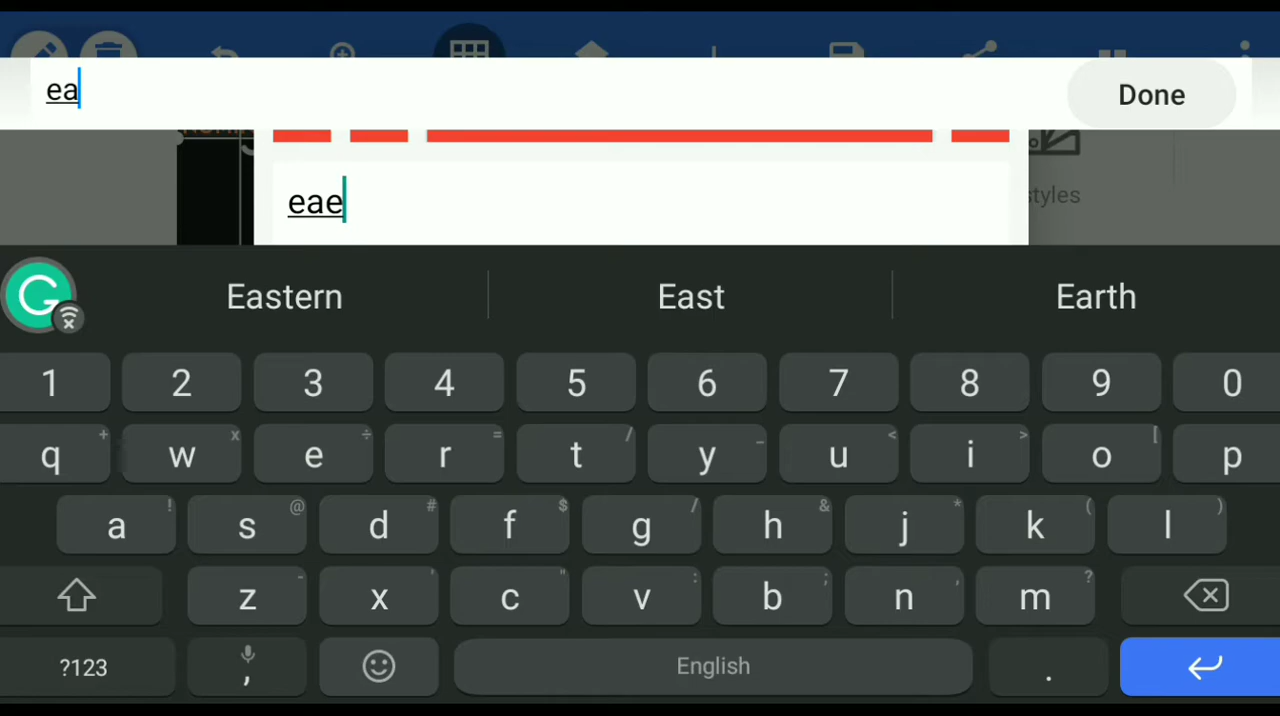 ea
Done
eae
styles
Eastern East Earth
1 2 3 4 5 6 7 8 9 0
q + w x e ÷ r = t / y _ u < i > o [ p
a ! s @ d # f $ g / h & j * k ( l )
z - x ' c " v : b ; n , m ?
?123 , English .